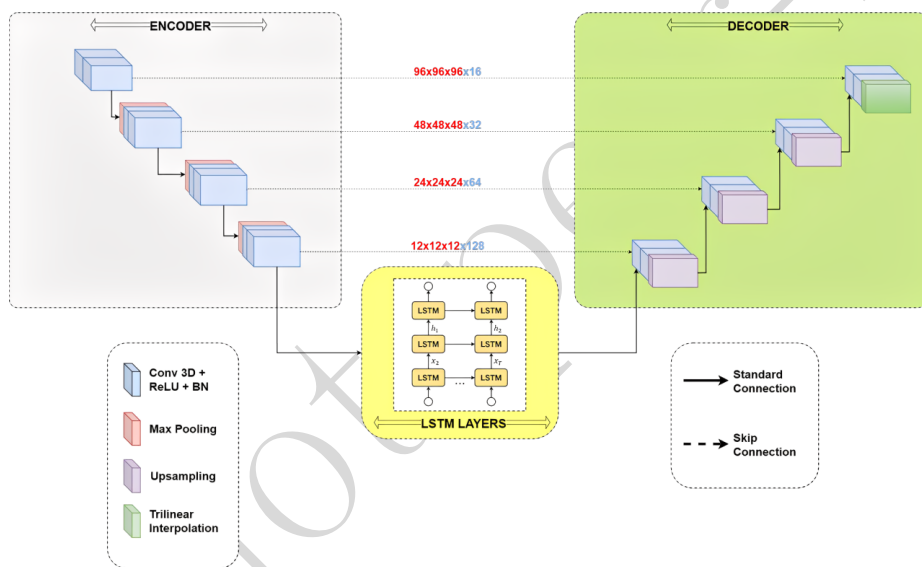 ENCODER
DECODER
96x96x96x16
48x48x48x32
24x24x24x64
12x12x12x128
LSTM LSTM
h₁ h₂
LSTM LSTM
x₂ x_T
LSTM ... LSTM
LSTM LAYERS
Conv 3D +
ReLU + BN
Max Pooling
Upsampling
Trilinear
Interpolation
Standard
Connection
Skip
Connection